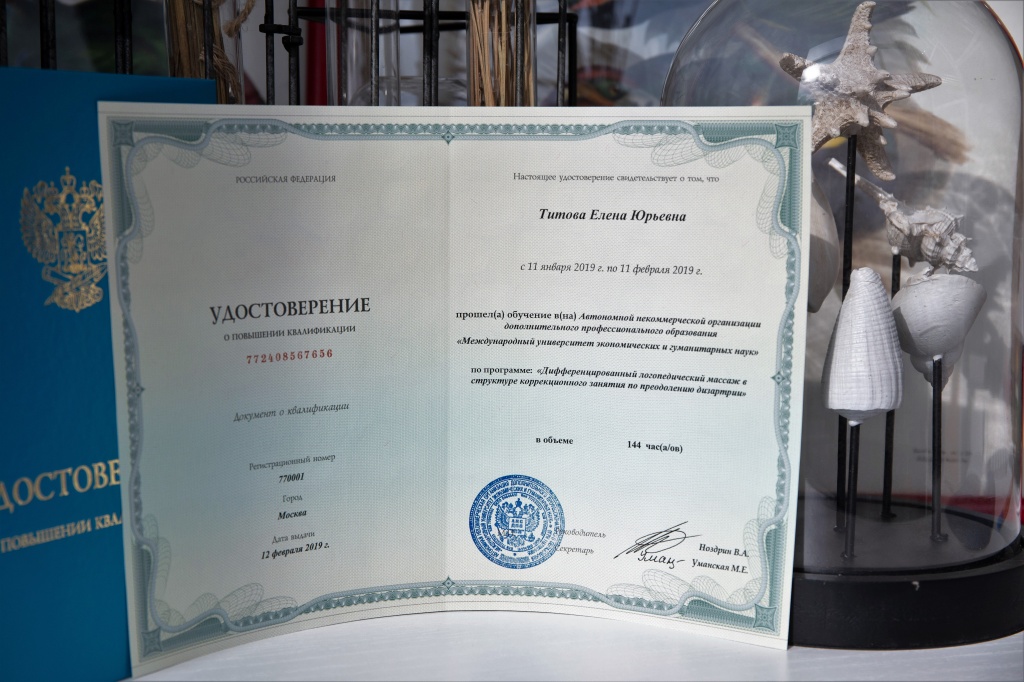 ДОСТОВЕ
ПОВЫШЕНИИ КВА
РОССИЙСКАЯ ФЕДЕРАЦИЯ
УДОСТОВЕРЕНИЕ
О ПОВЫШЕНИИ КВАЛИФИКАЦИИ
772408567656
Документ о квалификации
Регистрационный номер
770001
Город
Москва
Дата выдачи
12 февраля 2019 г.
Настоящее удостоверение свидетельствует о том, что
Титова Елена Юрьевна
с 11 января 2019 г. по 11 февраля 2019 г.
прошел(а) обучение в(на) Автономной некоммерческой организации
дополнительного профессионального образования
«Международный университет экономических и гуманитарных наук»
по программе: «Дифференцированный логопедический массаж в
структуре коррекционного занятия по преодолению дизартрии»
в объеме 144 час(а/ов)
Руководитель
Секретарь
Ноздрин В.А.
Уманская М.Е.